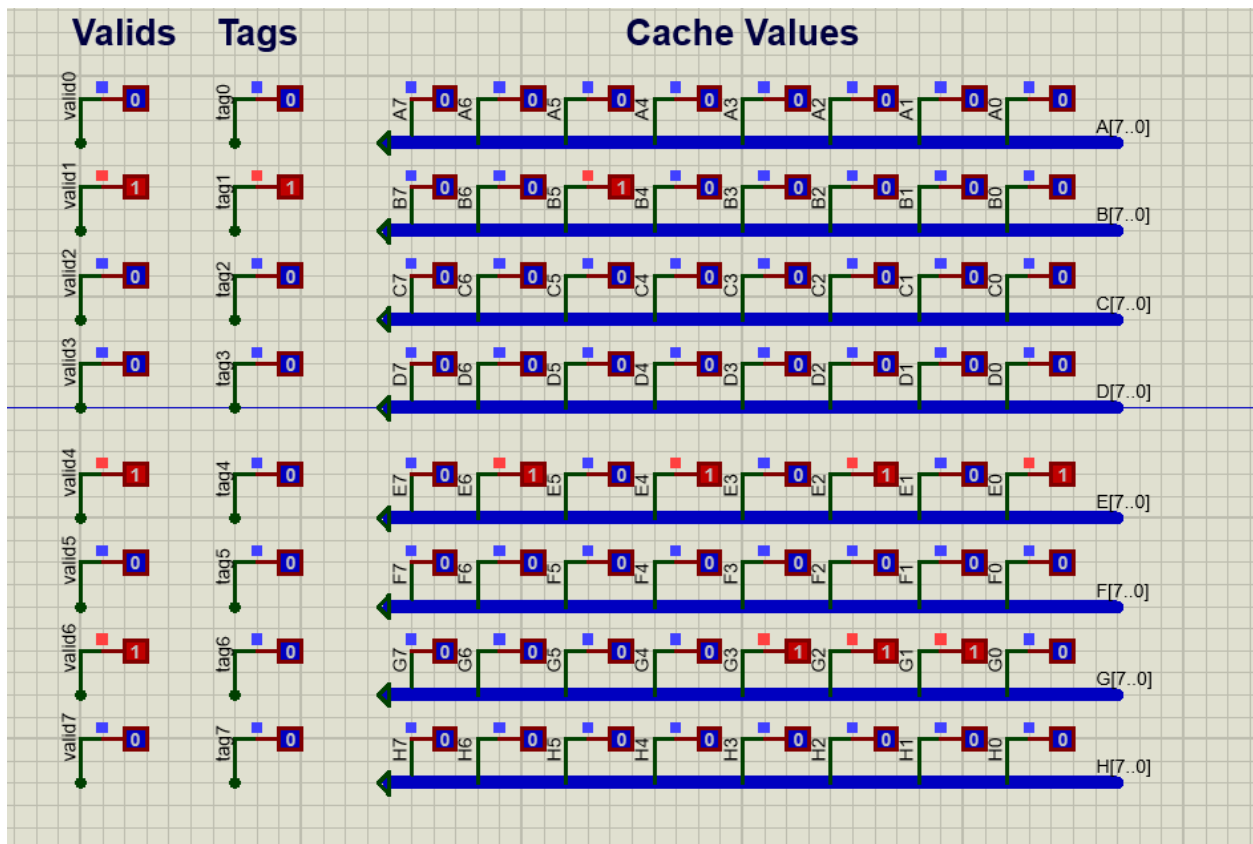 Valids Tags Cache Values
valid0 0 tag0 0 A7 0 A6 0 A5 0 A4 0 A3 0 A2 0 A1 0 A0 0 A[7..0]
valid1 1 tag1 1 B7 0 B6 0 B5 1 B4 0 B3 0 B2 0 B1 0 B0 0 B[7..0]
valid2 0 tag2 0 C7 0 C6 0 C5 0 C4 0 C3 0 C2 0 C1 0 C0 0 C[7..0]
valid3 0 tag3 0 D7 0 D6 0 D5 0 D4 0 D3 0 D2 0 D1 0 D0 0 D[7..0]
valid4 1 tag4 0 E7 0 E6 1 E5 0 E4 1 E3 0 E2 1 E1 0 E0 1 E[7..0]
valid5 0 tag5 0 F7 0 F6 0 F5 0 F4 0 F3 0 F2 0 F1 0 F0 0 F[7..0]
valid6 1 tag6 0 G7 0 G6 0 G5 0 G4 0 G3 1 G2 1 G1 1 G0 0 G[7..0]
valid7 0 tag7 0 H7 0 H6 0 H5 0 H4 0 H3 0 H2 0 H1 0 H0 0 H[7..0]